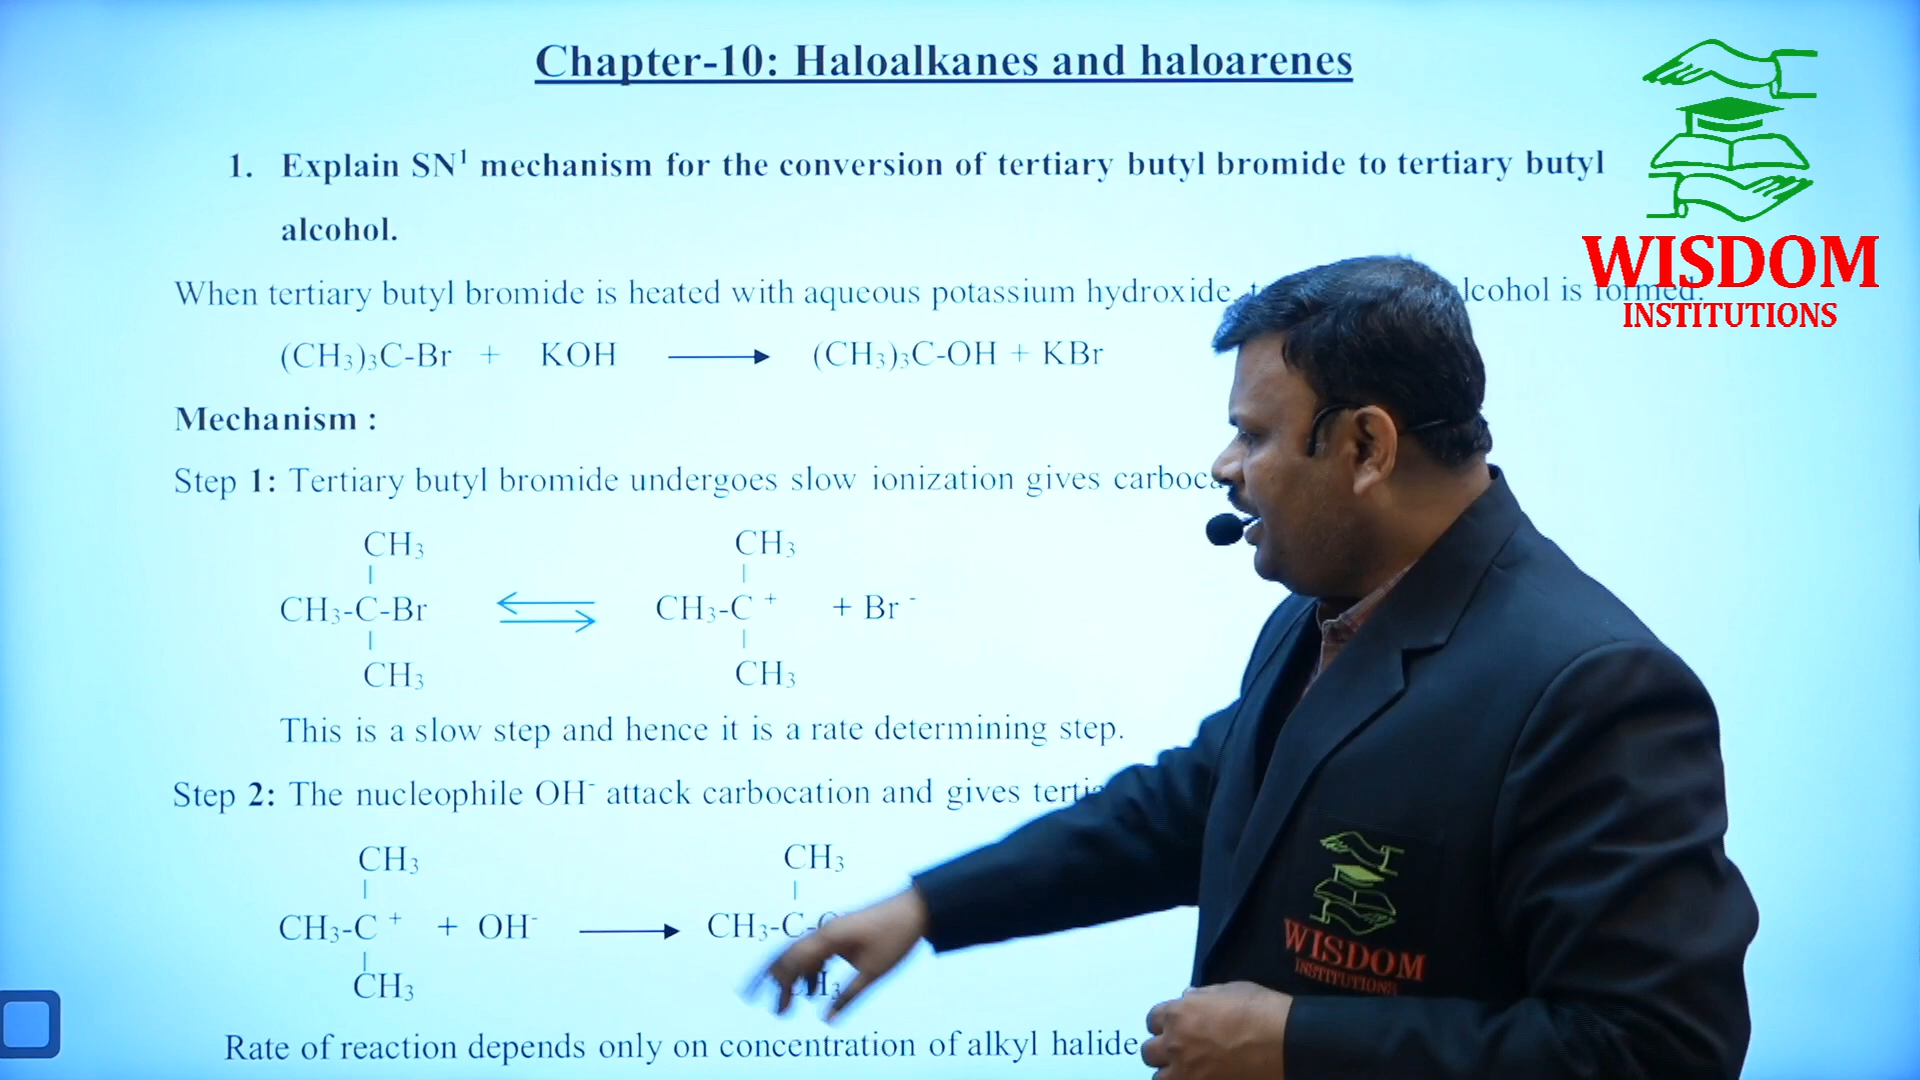 Chapter-10: Haloalkanes and haloarenes
1. Explain SN¹ mechanism for the conversion of tertiary butyl bromide to tertiary butyl
alcohol.
When tertiary butyl bromide is heated with aqueous potassium hydroxide, lcohol is formed.
(CH₃)₃C-Br + KOH ⟶ (CH₃)₃C-OH + KBr
Mechanism :
Step 1: Tertiary butyl bromide undergoes slow ionization gives carboca
CH₃ CH₃
CH₃-C-Br ⇌ CH₃-C⁺ + Br⁻
CH₃ CH₃
This is a slow step and hence it is a rate determining step.
Step 2: The nucleophile OH⁻ attack carbocation and gives terti
CH₃ CH₃
CH₃-C⁺ + OH⁻ ⟶ CH₃-C-
CH₃ H₃
Rate of reaction depends only on concentration of alkyl halide
WISDOM
INSTITUTIONS
WISDOM
INSTITUTIONS